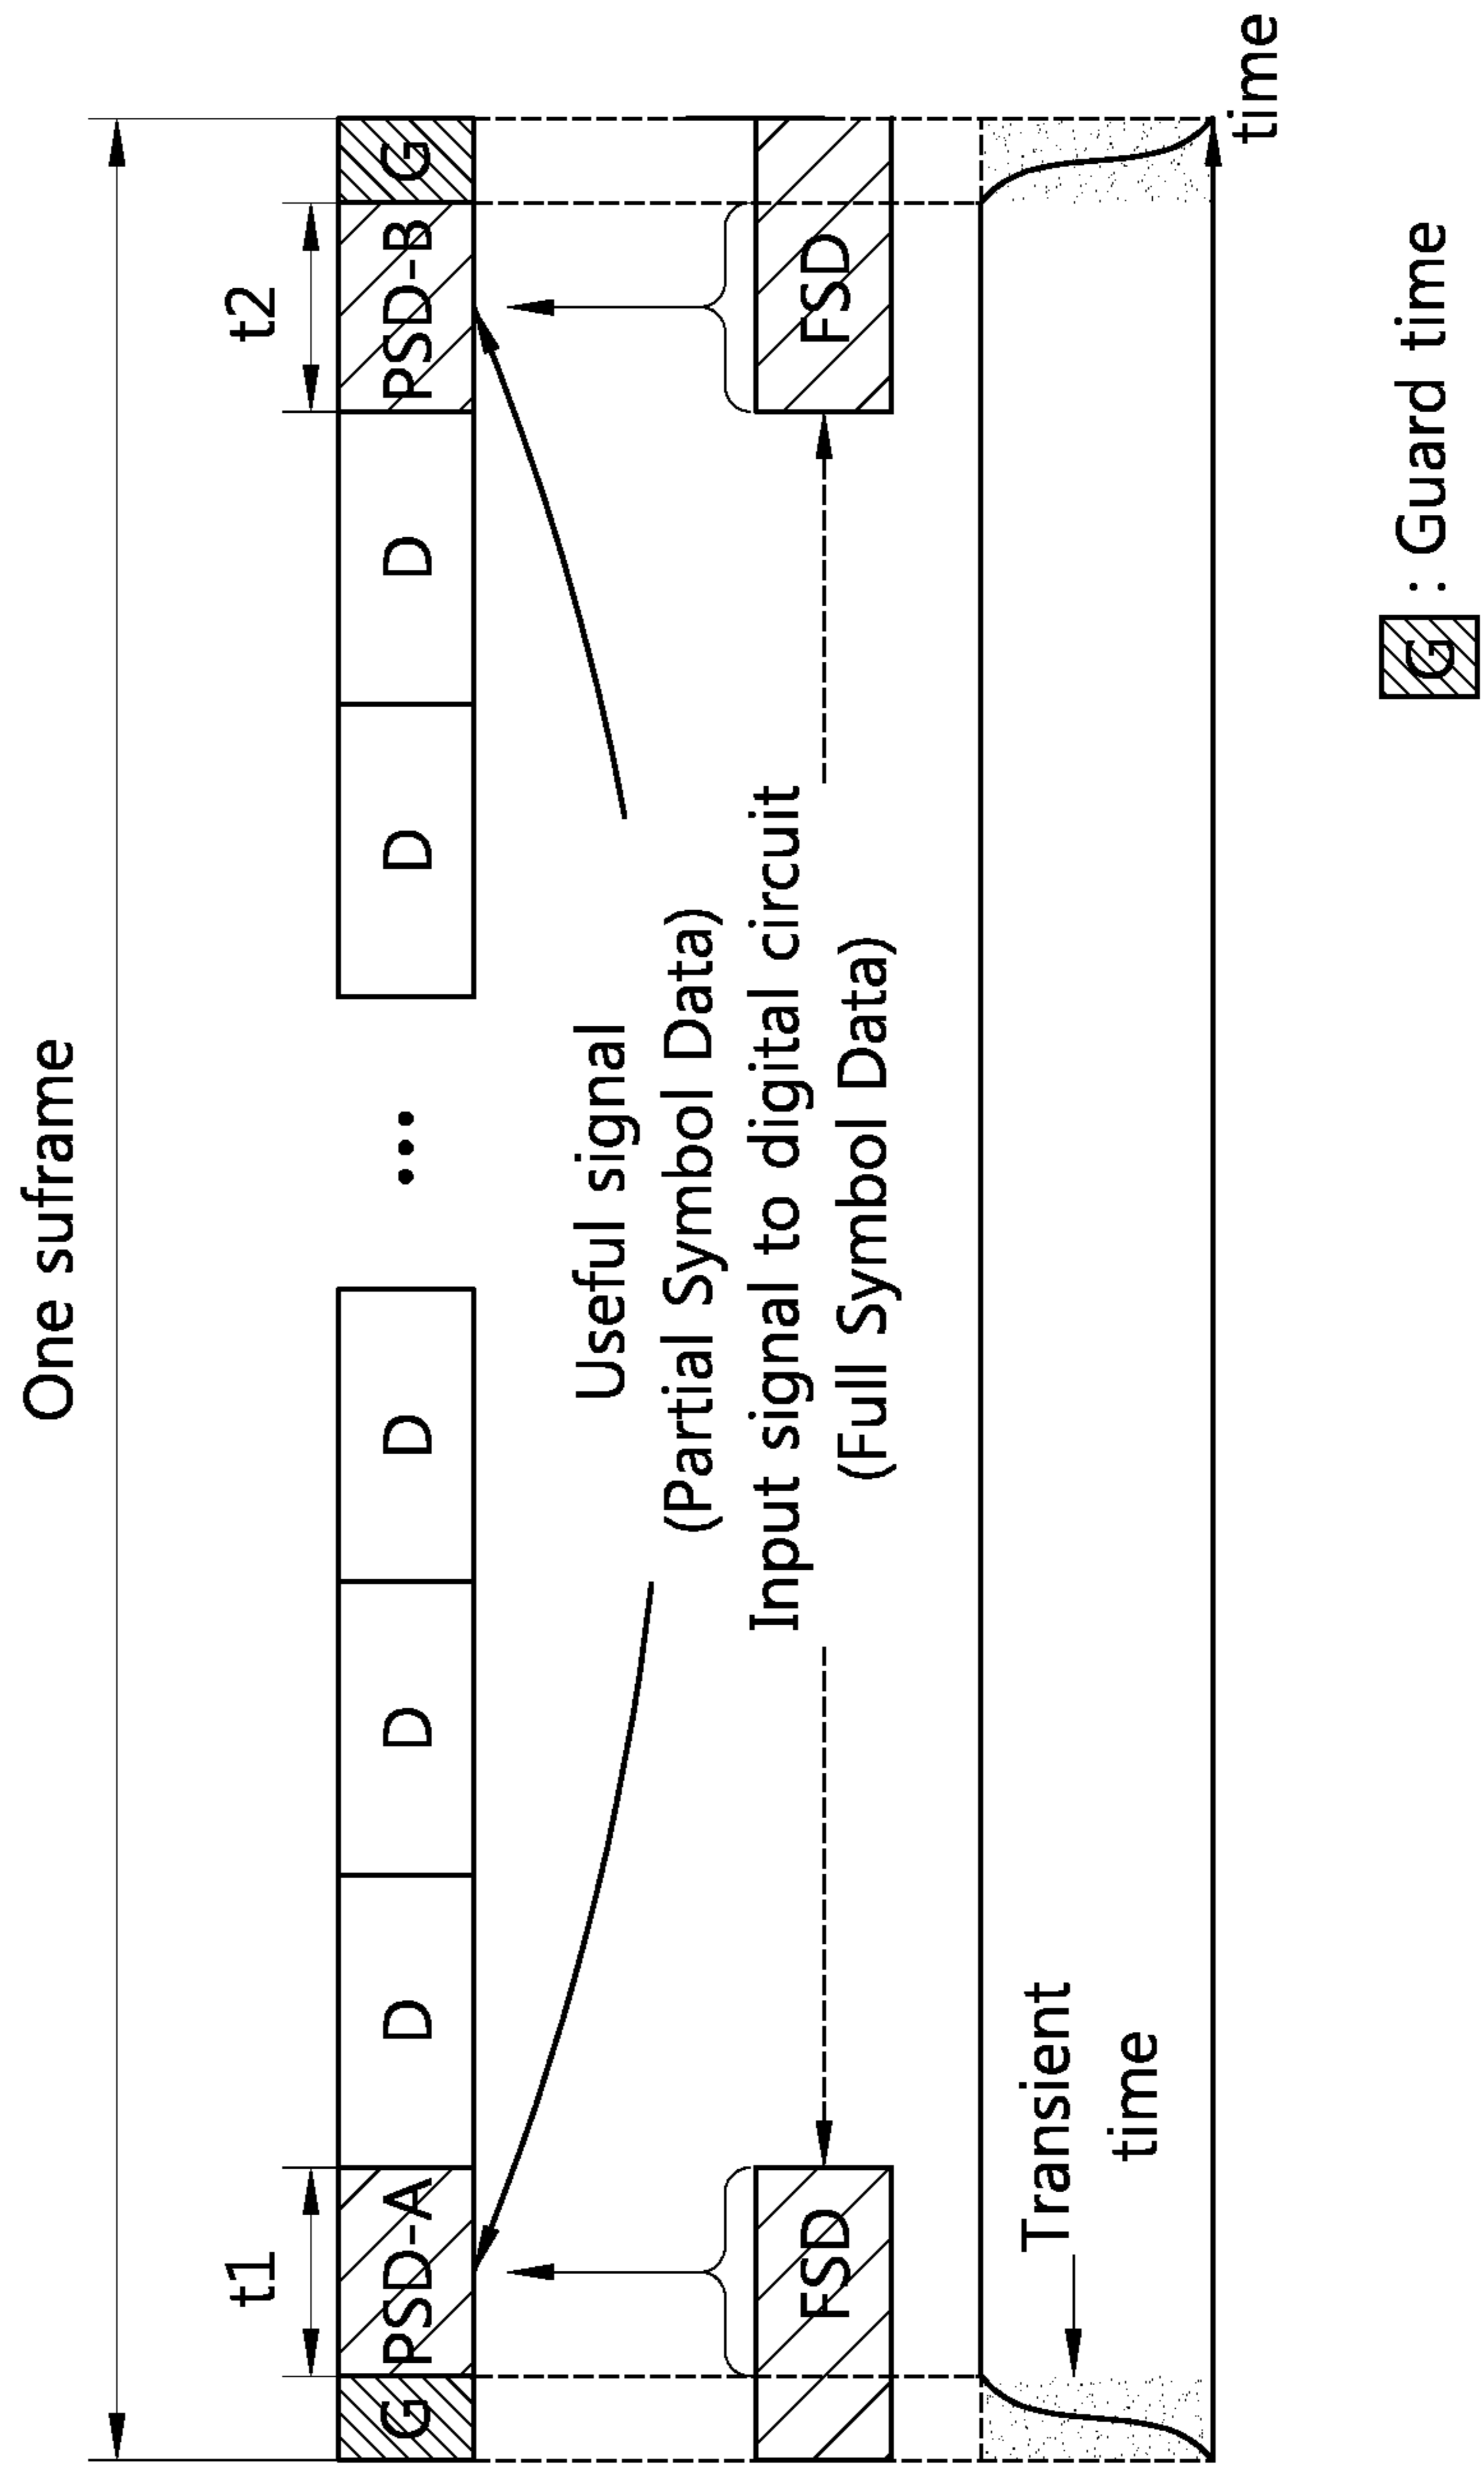 One suframe
t1
t2
G
PSD-A
D
D
D
•••
D
D
PSD-B
G
Useful signal
(Partial Symbol Data)
Input signal to digital circuit
(Full Symbol Data)
FSD
FSD
Transient
time
time
G : Guard time